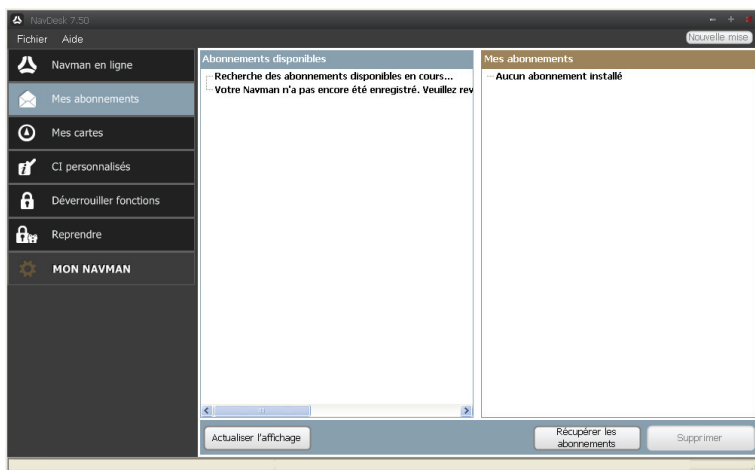 NavDesk 7.50
Fichier Aide
Nouvelle mise
Navman en ligne
Mes abonnements
Mes cartes
CI personnalisés
Déverrouiller fonctions
Reprendre
MON NAVMAN
Abonnements disponibles
Recherche des abonnements disponibles en cours...
Votre Navman n'a pas encore été enregistré. Veuillez rev
Mes abonnements
Aucun abonnement installé
Actualiser l'affichage
Récupérer les
abonnements
Supprimer